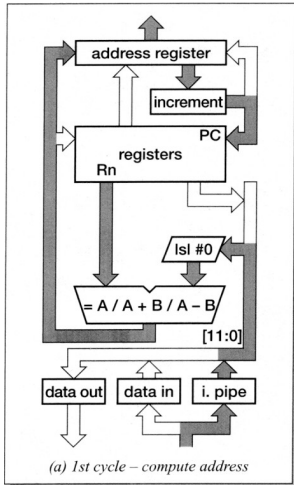 address register
increment
PC
registers
Rn
lsl #0
= A / A + B / A – B
[11:0]
data out
data in
i. pipe
(a) 1st cycle – compute address